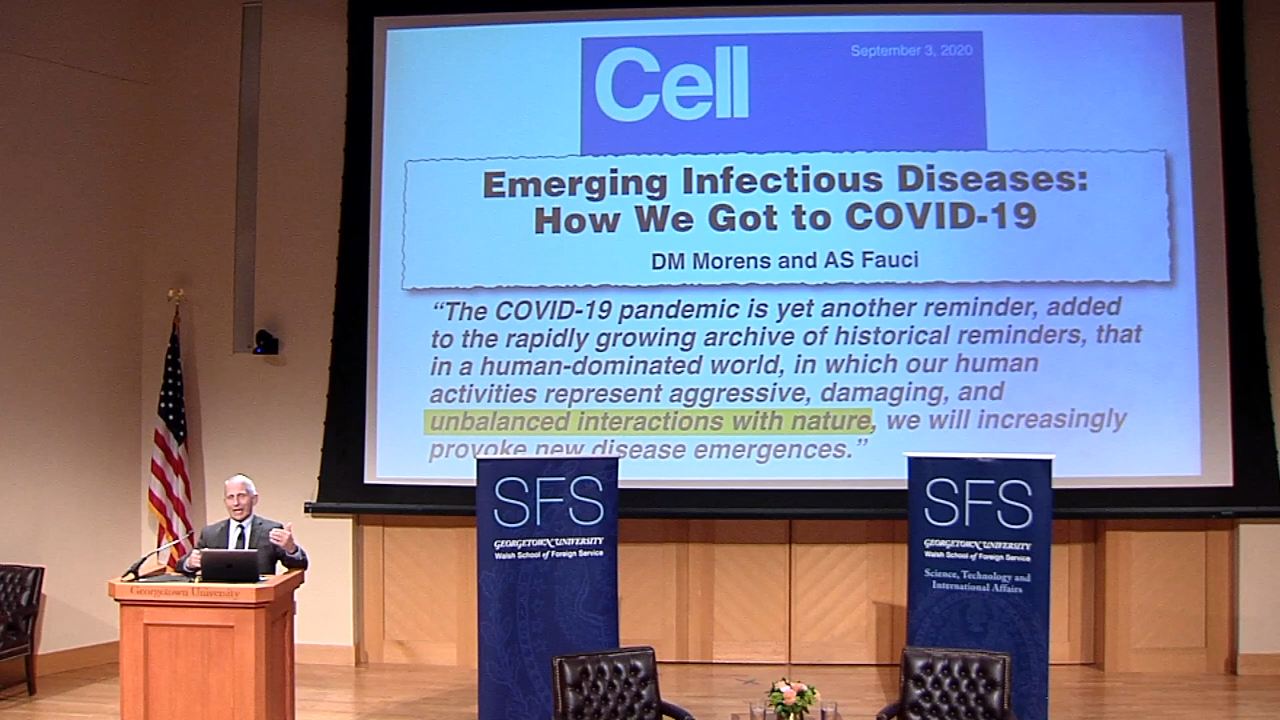 Cell
September 3, 2020
Emerging Infectious Diseases:
How We Got to COVID-19
DM Morens and AS Fauci
“The COVID-19 pandemic is yet another reminder, added
to the rapidly growing archive of historical reminders, that
in a human-dominated world, in which our human
activities represent aggressive, damaging, and
unbalanced interactions with nature, we will increasingly
provoke new disease emergences.”
SFS
GEORGETOWN UNIVERSITY
Walsh School of Foreign Service
SFS
GEORGETOWN UNIVERSITY
Walsh School of Foreign Service
Science, Technology and
International Affairs
Georgetown University